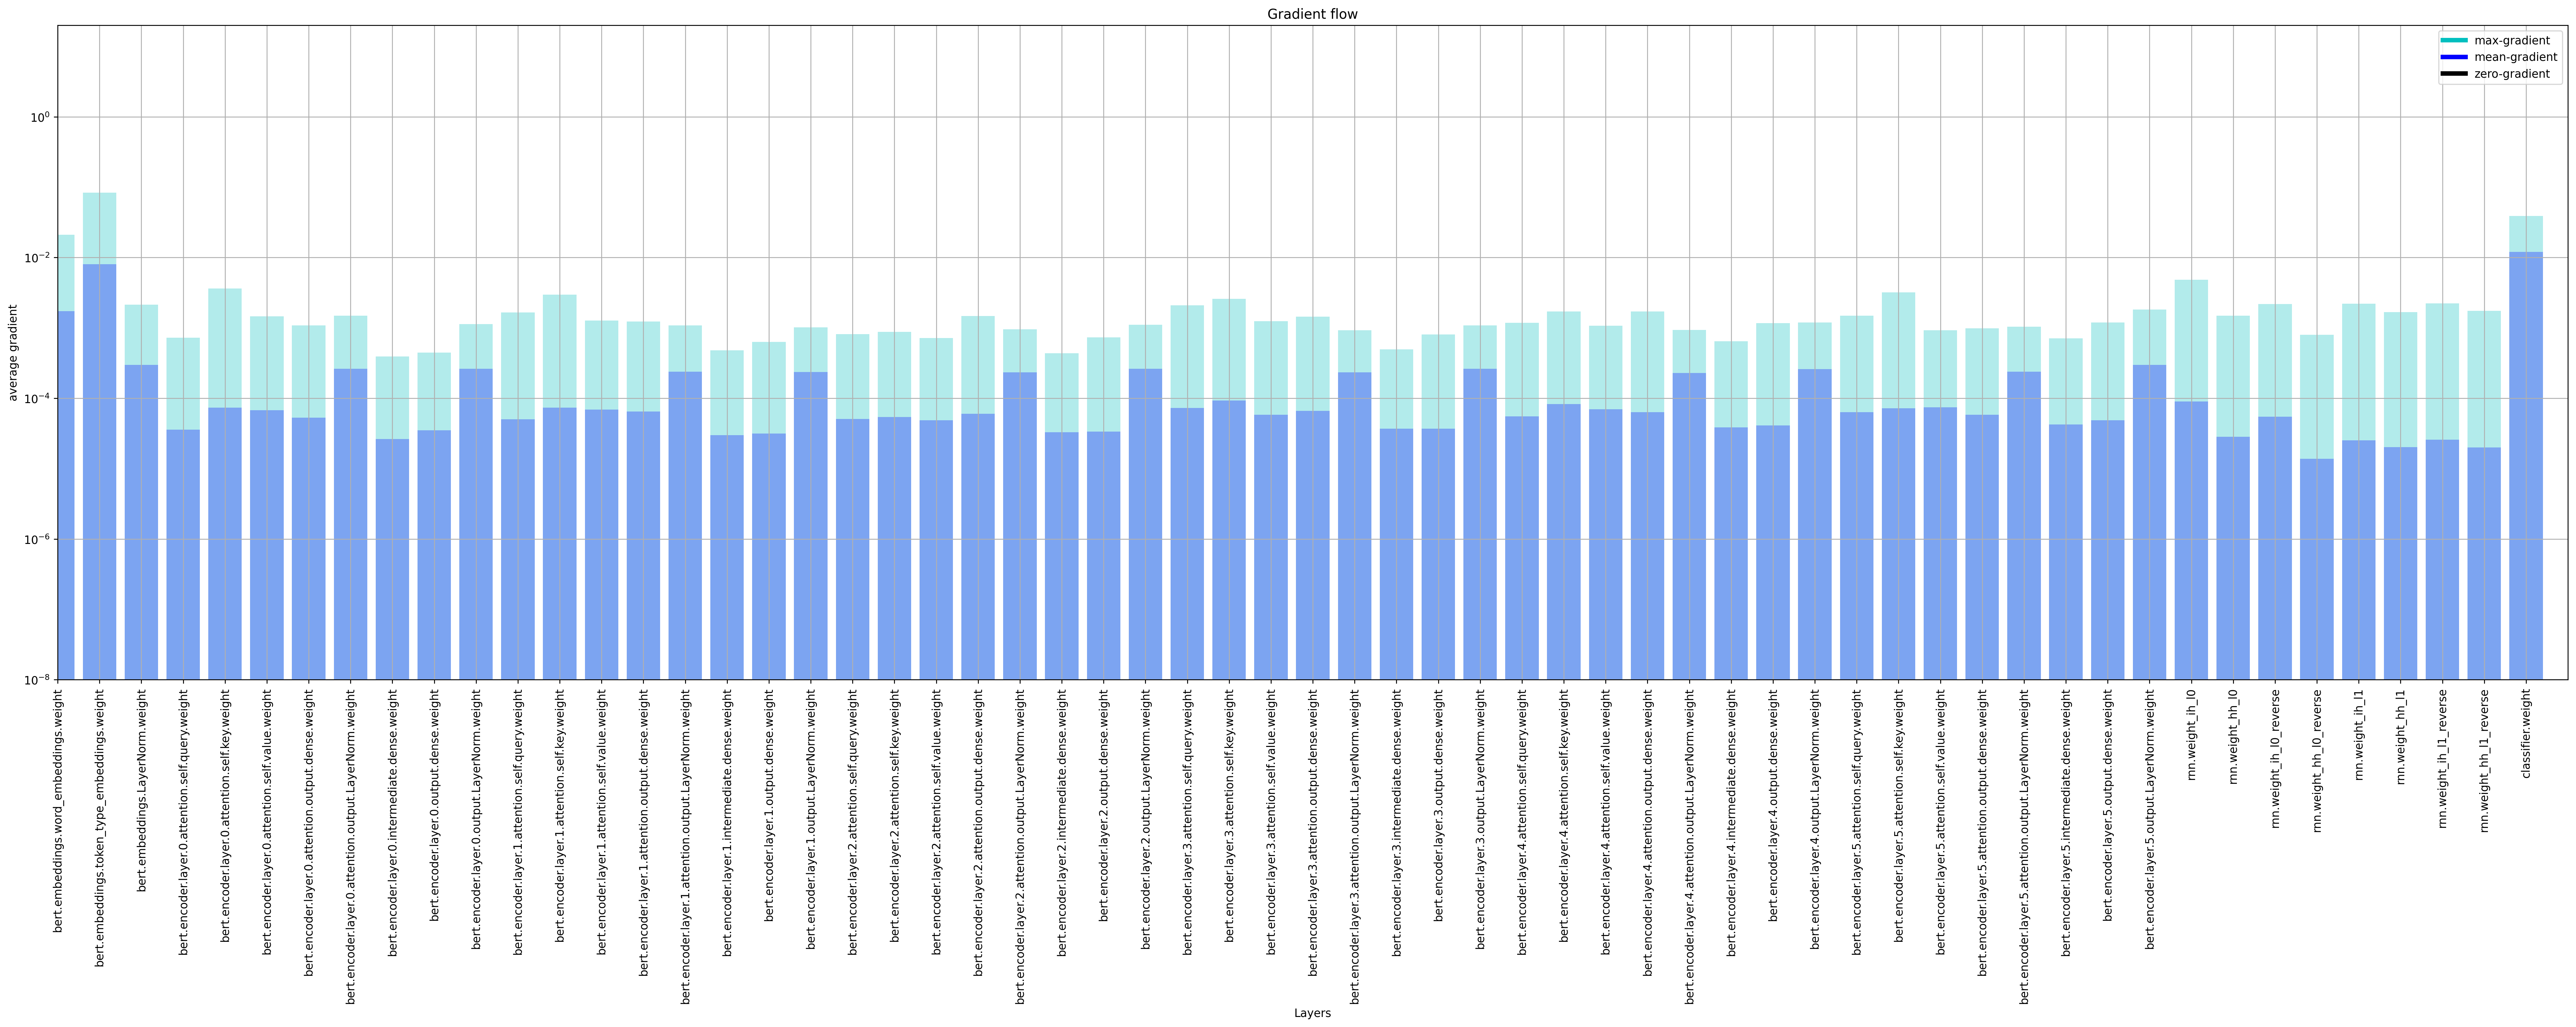 Gradient flow
max-gradient
mean-gradient
zero-gradient
average gradient
10⁰
10⁻²
10⁻⁴
10⁻⁶
10⁻⁸
bert.embeddings.word_embeddings.weight
bert.embeddings.token_type_embeddings.weight
bert.embeddings.LayerNorm.weight
bert.encoder.layer.0.attention.self.query.weight
bert.encoder.layer.0.attention.self.key.weight
bert.encoder.layer.0.attention.self.value.weight
bert.encoder.layer.0.attention.output.dense.weight
bert.encoder.layer.0.attention.output.LayerNorm.weight
bert.encoder.layer.0.intermediate.dense.weight
bert.encoder.layer.0.output.dense.weight
bert.encoder.layer.0.output.LayerNorm.weight
bert.encoder.layer.1.attention.self.query.weight
bert.encoder.layer.1.attention.self.key.weight
bert.encoder.layer.1.attention.self.value.weight
bert.encoder.layer.1.attention.output.dense.weight
bert.encoder.layer.1.attention.output.LayerNorm.weight
bert.encoder.layer.1.intermediate.dense.weight
bert.encoder.layer.1.output.dense.weight
bert.encoder.layer.1.output.LayerNorm.weight
bert.encoder.layer.2.attention.self.query.weight
bert.encoder.layer.2.attention.self.key.weight
bert.encoder.layer.2.attention.self.value.weight
bert.encoder.layer.2.attention.output.dense.weight
bert.encoder.layer.2.attention.output.LayerNorm.weight
bert.encoder.layer.2.intermediate.dense.weight
bert.encoder.layer.2.output.dense.weight
bert.encoder.layer.2.output.LayerNorm.weight
bert.encoder.layer.3.attention.self.query.weight
bert.encoder.layer.3.attention.self.key.weight
bert.encoder.layer.3.attention.self.value.weight
bert.encoder.layer.3.attention.output.dense.weight
bert.encoder.layer.3.attention.output.LayerNorm.weight
bert.encoder.layer.3.intermediate.dense.weight
bert.encoder.layer.3.output.dense.weight
bert.encoder.layer.3.output.LayerNorm.weight
bert.encoder.layer.4.attention.self.query.weight
bert.encoder.layer.4.attention.self.key.weight
bert.encoder.layer.4.attention.self.value.weight
bert.encoder.layer.4.attention.output.dense.weight
bert.encoder.layer.4.attention.output.LayerNorm.weight
bert.encoder.layer.4.intermediate.dense.weight
bert.encoder.layer.4.output.dense.weight
bert.encoder.layer.4.output.LayerNorm.weight
bert.encoder.layer.5.attention.self.query.weight
bert.encoder.layer.5.attention.self.key.weight
bert.encoder.layer.5.attention.self.value.weight
bert.encoder.layer.5.attention.output.dense.weight
bert.encoder.layer.5.attention.output.LayerNorm.weight
bert.encoder.layer.5.intermediate.dense.weight
bert.encoder.layer.5.output.dense.weight
bert.encoder.layer.5.output.LayerNorm.weight
rnn.weight_ih_l0
rnn.weight_hh_l0
rnn.weight_ih_l0_reverse
rnn.weight_hh_l0_reverse
rnn.weight_ih_l1
rnn.weight_hh_l1
rnn.weight_ih_l1_reverse
rnn.weight_hh_l1_reverse
classifier.weight
Layers